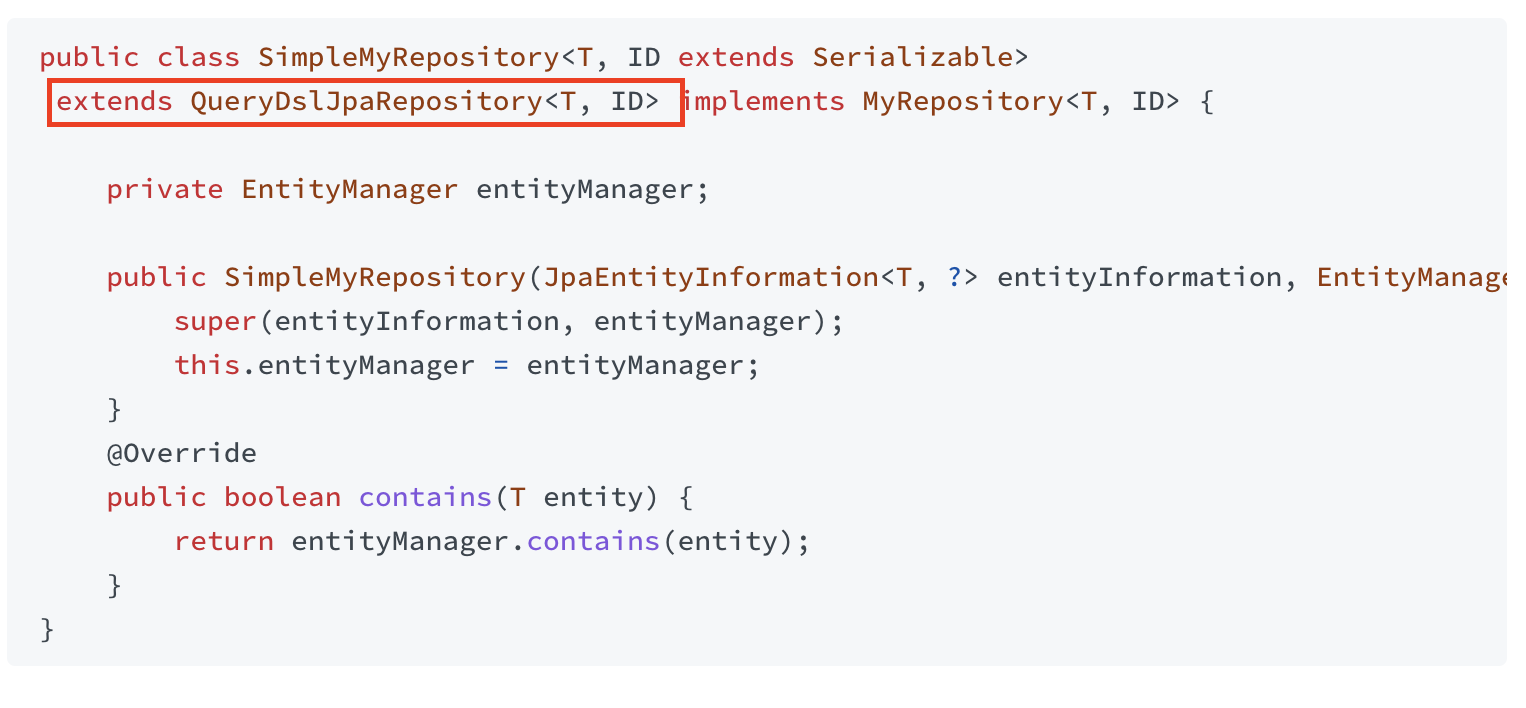 public class SimpleMyRepository<T, ID extends Serializable>
extends QueryDslJpaRepository<T, ID> implements MyRepository<T, ID> {
private EntityManager entityManager;
public SimpleMyRepository(JpaEntityInformation<T, ?> entityInformation, EntityManage
super(entityInformation, entityManager);
this.entityManager = entityManager;
}
@Override
public boolean contains(T entity) {
return entityManager.contains(entity);
}
}